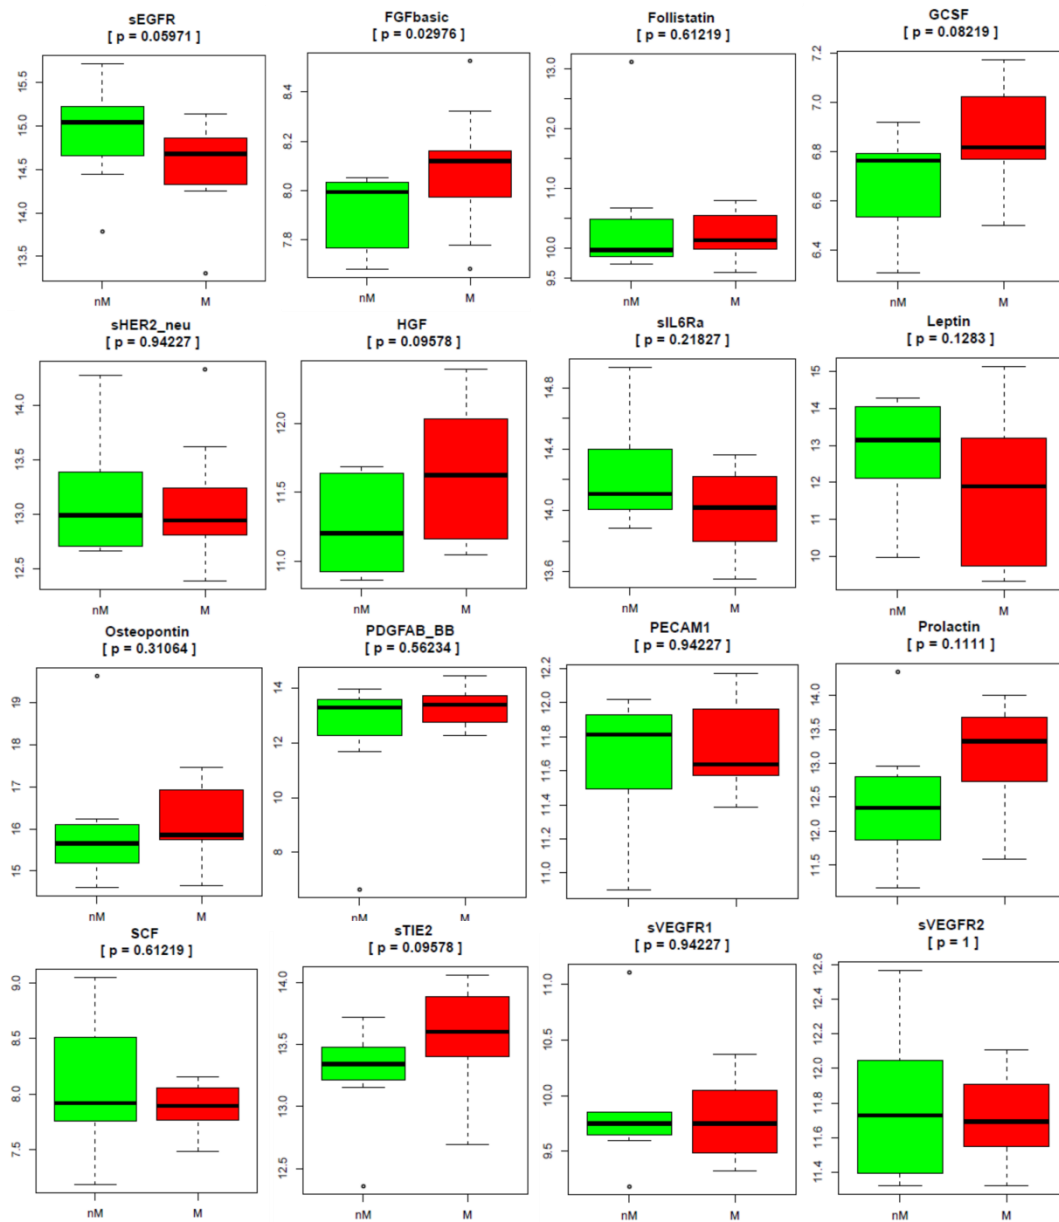 sEGFR
[ p = 0.05971 ]
15.5
15.0
14.5
14.0
13.5
nM M
FGFbasic
[ p = 0.02976 ]
8.4
8.2
8.0
7.8
nM M
Follistatin
[ p = 0.61219 ]
13.0
12.0
11.0
10.0
9.5
nM M
GCSF
[ p = 0.08219 ]
7.2
7.0
6.8
6.6
6.4
nM M
sHER2_neu
[ p = 0.94227 ]
14.0
13.5
13.0
12.5
nM M
HGF
[ p = 0.09578 ]
12.0
11.5
11.0
nM M
sIL6Ra
[ p = 0.21827 ]
14.8
14.4
14.0
13.6
nM M
Leptin
[ p = 0.1283 ]
15
14
13
12
11
10
nM M
Osteopontin
[ p = 0.31064 ]
19
18
17
16
15
nM M
PDGFAB_BB
[ p = 0.56234 ]
14
12
10
8
nM M
PECAM1
[ p = 0.94227 ]
12.2
12.0
11.8
11.6
11.4
11.2
11.0
nM M
Prolactin
[ p = 0.1111 ]
14.0
13.5
13.0
12.5
12.0
11.5
nM M
SCF
[ p = 0.61219 ]
9.0
8.5
8.0
7.5
nM M
sTIE2
[ p = 0.09578 ]
14.0
13.5
13.0
12.5
nM M
sVEGFR1
[ p = 0.94227 ]
11.0
10.5
10.0
9.5
nM M
sVEGFR2
[ p = 1 ]
12.6
12.4
12.2
12.0
11.8
11.6
11.4
nM M